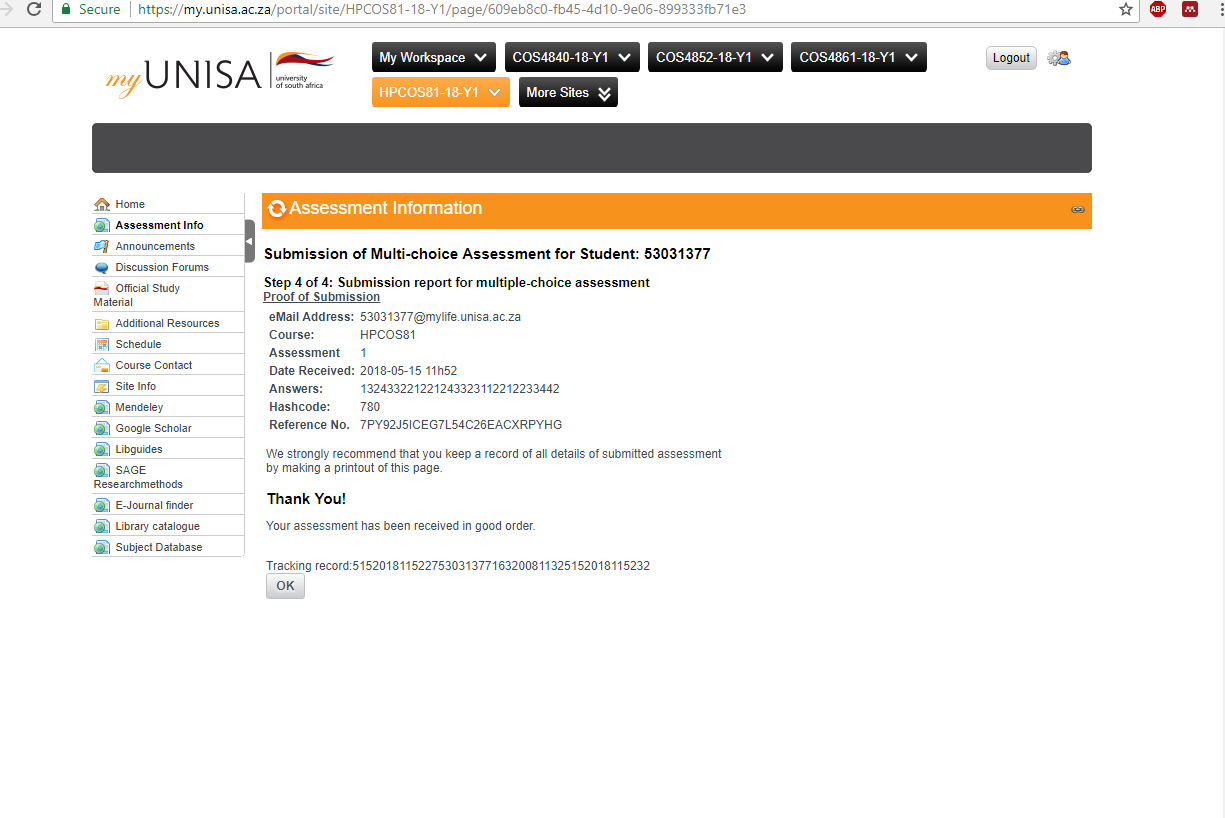 Secure https://my.unisa.ac.za/portal/site/HPCOS81-18-Y1/page/609eb8c0-fb45-4d10-9e06-899333fb71e3
ABP
my UNISA
university
of south africa
My Workspace COS4840-18-Y1 COS4852-18-Y1 COS4861-18-Y1
Logout
HPCOS81-18-Y1 More Sites
Home
Assessment Info
Announcements
Discussion Forums
Official Study
Material
Additional Resources
Schedule
Course Contact
Site Info
Mendeley
Google Scholar
Libguides
SAGE
Researchmethods
E-Journal finder
Library catalogue
Subject Database
Assessment Information
Submission of Multi-choice Assessment for Student: 53031377
Step 4 of 4: Submission report for multiple-choice assessment
Proof of Submission
eMail Address: 53031377@mylife.unisa.ac.za
Course: HPCOS81
Assessment 1
Date Received: 2018-05-15 11h52
Answers: 132433221221243323112212233442
Hashcode: 780
Reference No. 7PY92J5ICEG7L54C26EACXRPYHG
We strongly recommend that you keep a record of all details of submitted assessment
by making a printout of this page.
Thank You!
Your assessment has been received in good order.
Tracking record:515201811522753031377163200811325152018115232
OK